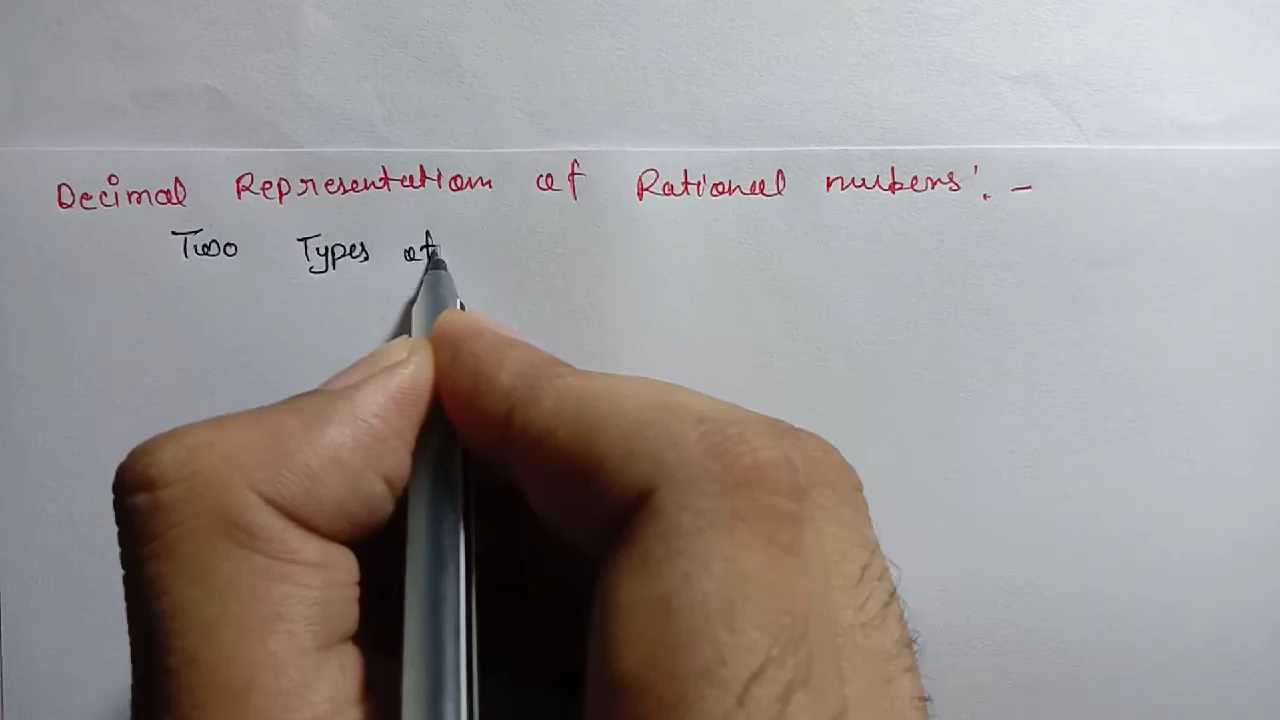 Decimal Representation of Rational numbers :-
Two Types of